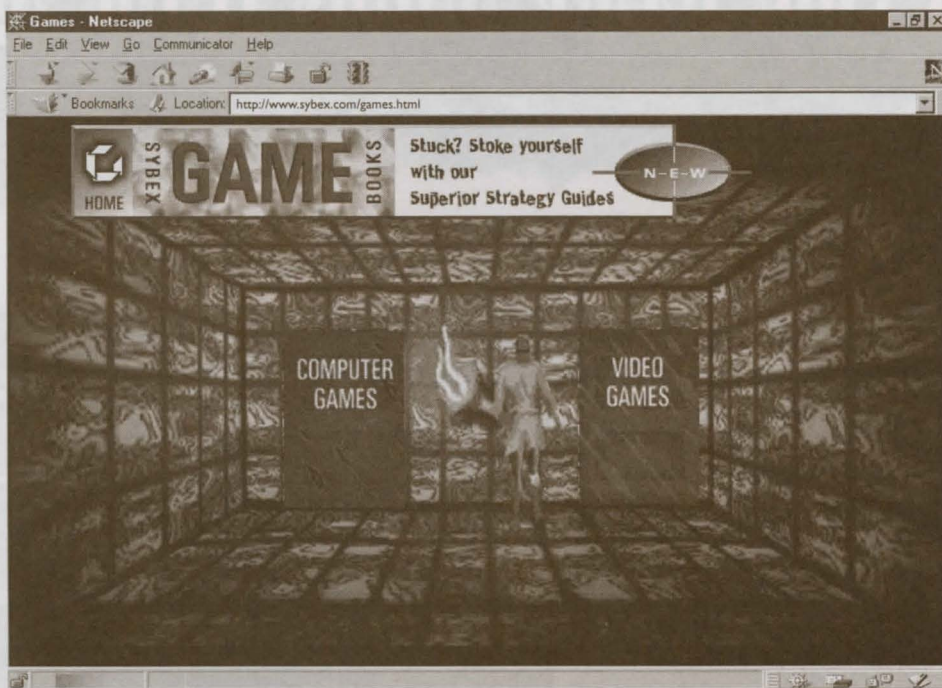 Games - Netscape
File Edit View Go Communicator Help
Bookmarks Location: http://www.sybex.com/games.html
HOME
SYBEX
GAME
BOOKS
Stuck? Stoke yourself
with our
Superior Strategy Guides
N-E-W
COMPUTER
GAMES
VIDEO
GAMES